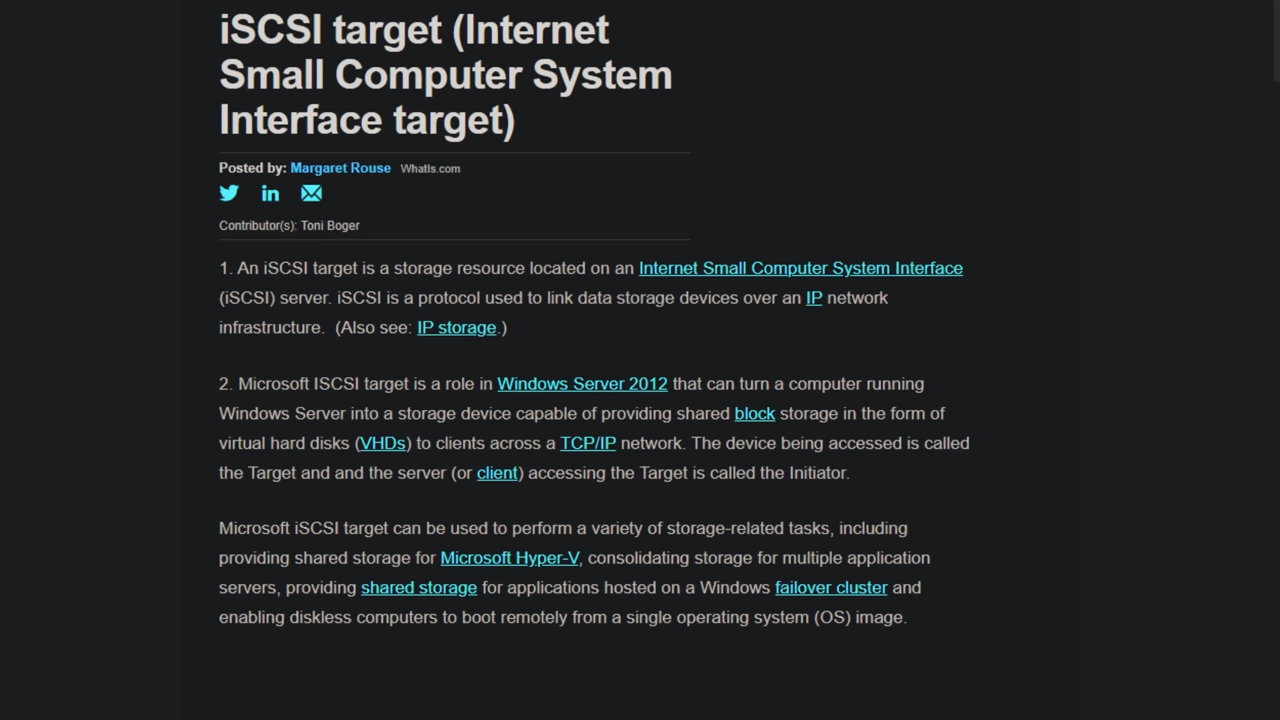 iSCSI target (Internet
Small Computer System
Interface target)
Posted by: Margaret Rouse WhatIs.com
Contributor(s): Toni Boger
1. An iSCSI target is a storage resource located on an Internet Small Computer System Interface
(iSCSI) server. iSCSI is a protocol used to link data storage devices over an IP network
infrastructure.  (Also see: IP storage.)
2. Microsoft ISCSI target is a role in Windows Server 2012 that can turn a computer running
Windows Server into a storage device capable of providing shared block storage in the form of
virtual hard disks (VHDs) to clients across a TCP/IP network. The device being accessed is called
the Target and and the server (or client) accessing the Target is called the Initiator.
Microsoft iSCSI target can be used to perform a variety of storage-related tasks, including
providing shared storage for Microsoft Hyper-V, consolidating storage for multiple application
servers, providing shared storage for applications hosted on a Windows failover cluster and
enabling diskless computers to boot remotely from a single operating system (OS) image.